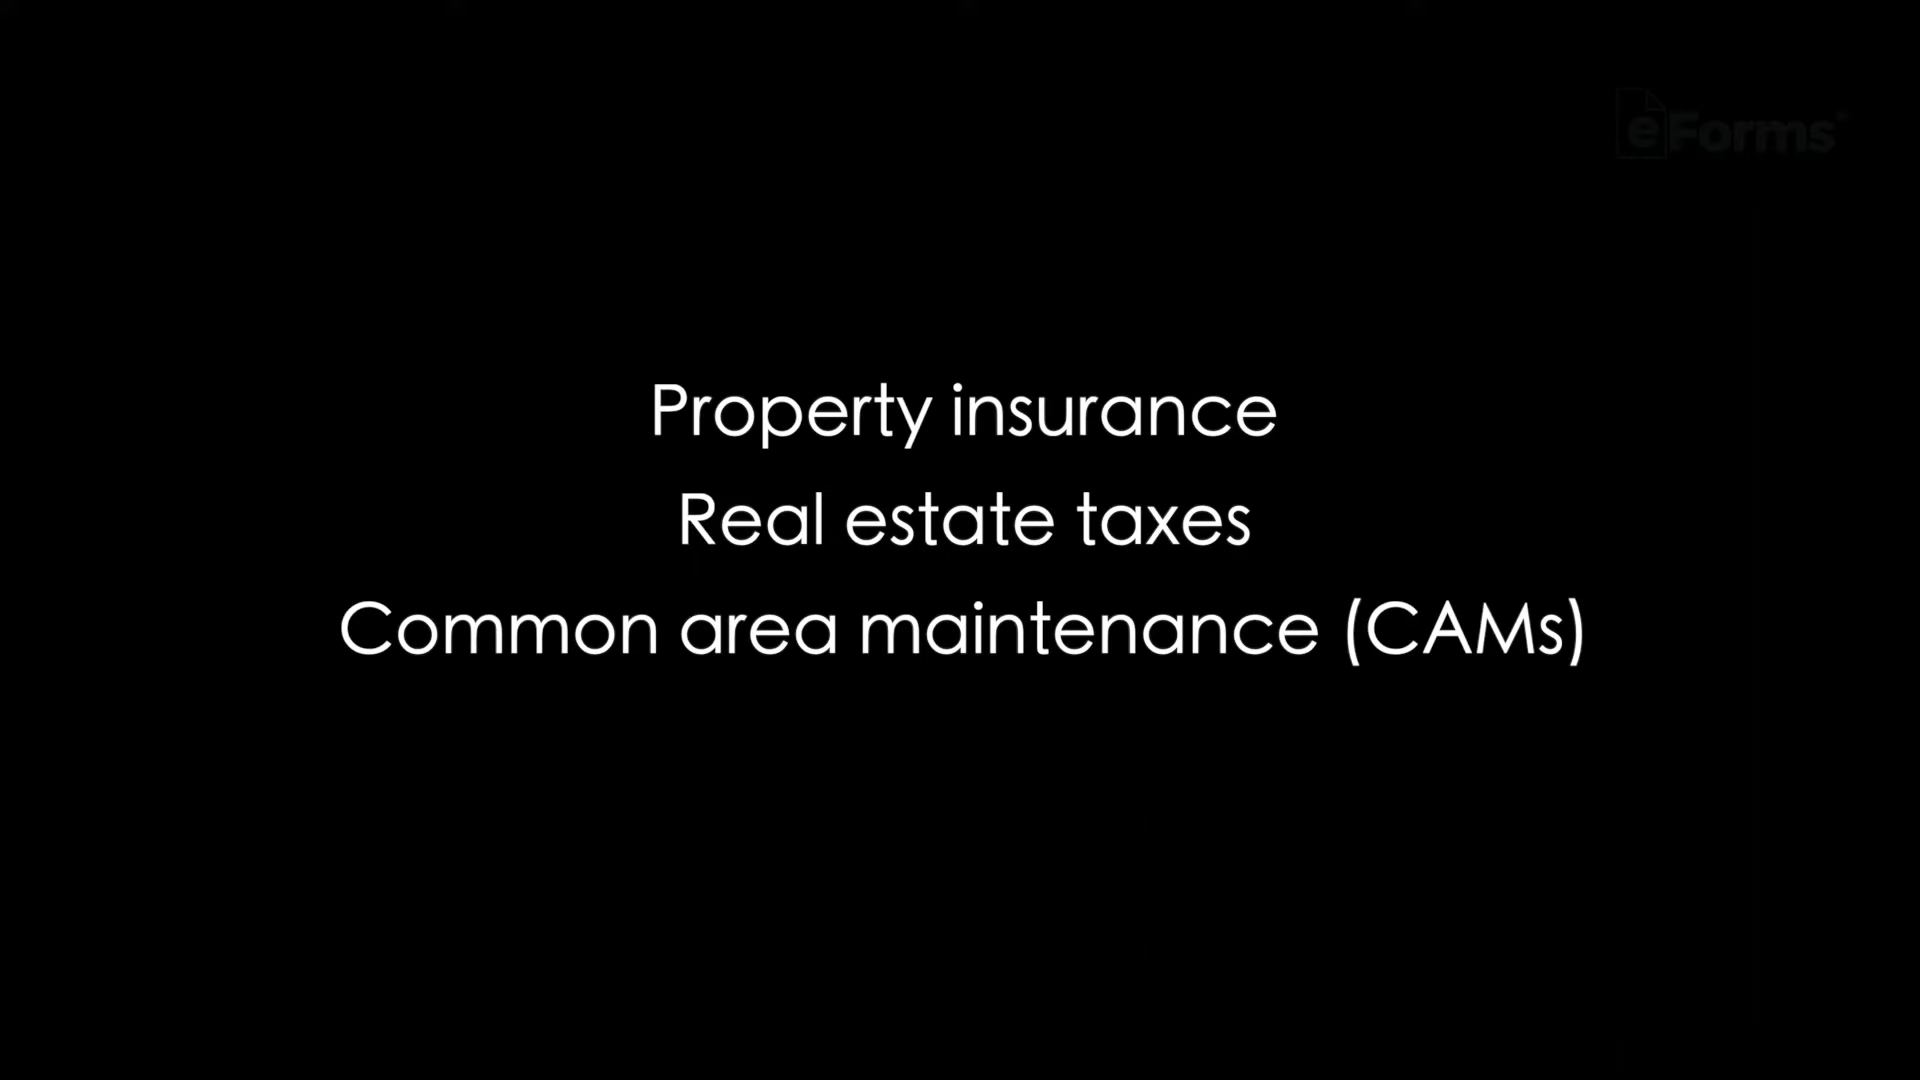 eForms
Property insurance
Real estate taxes
Common area maintenance (CAMs)